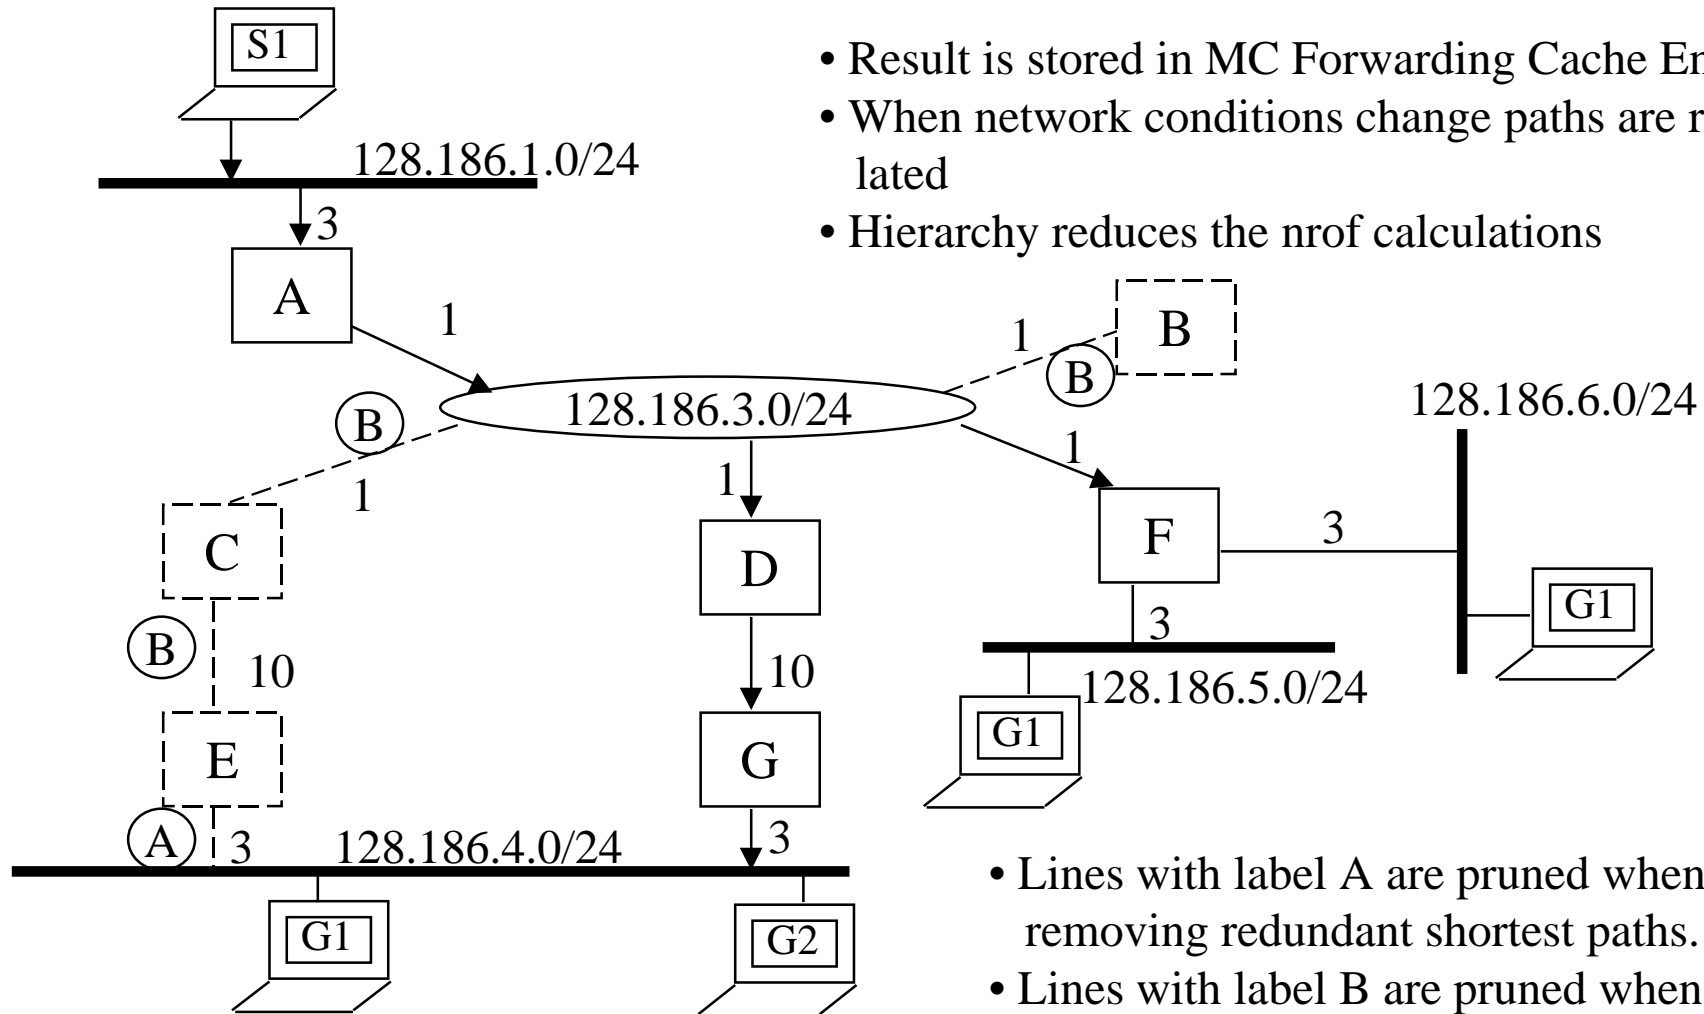 S1
• Result is stored in MC Forwarding Cache
• When network conditions change paths are
lated
• Hierarchy reduces the nrof calculations
128.186.1.0/24
3
A
1
1
B
B
128.186.3.0/24
128.186.6.0/24
B
1
1
1
C
D
F
3
B
10
10
3
G1
128.186.5.0/24
E
G
G1
A
3
128.186.4.0/24
3
G1
G2
• Lines with label A are pruned when
removing redundant shortest paths.
• Lines with label B are pruned when